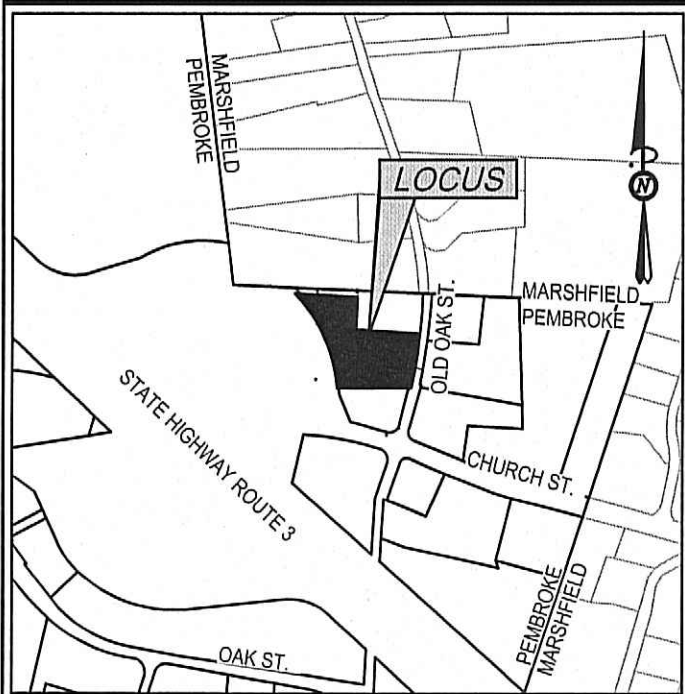 MARSHFIELD
PEMBROKE
LOCUS
N
MARSHFIELD
PEMBROKE
OLD OAK ST.
STATE HIGHWAY ROUTE 3
CHURCH ST.
PEMBROKE
MARSHFIELD
OAK ST.